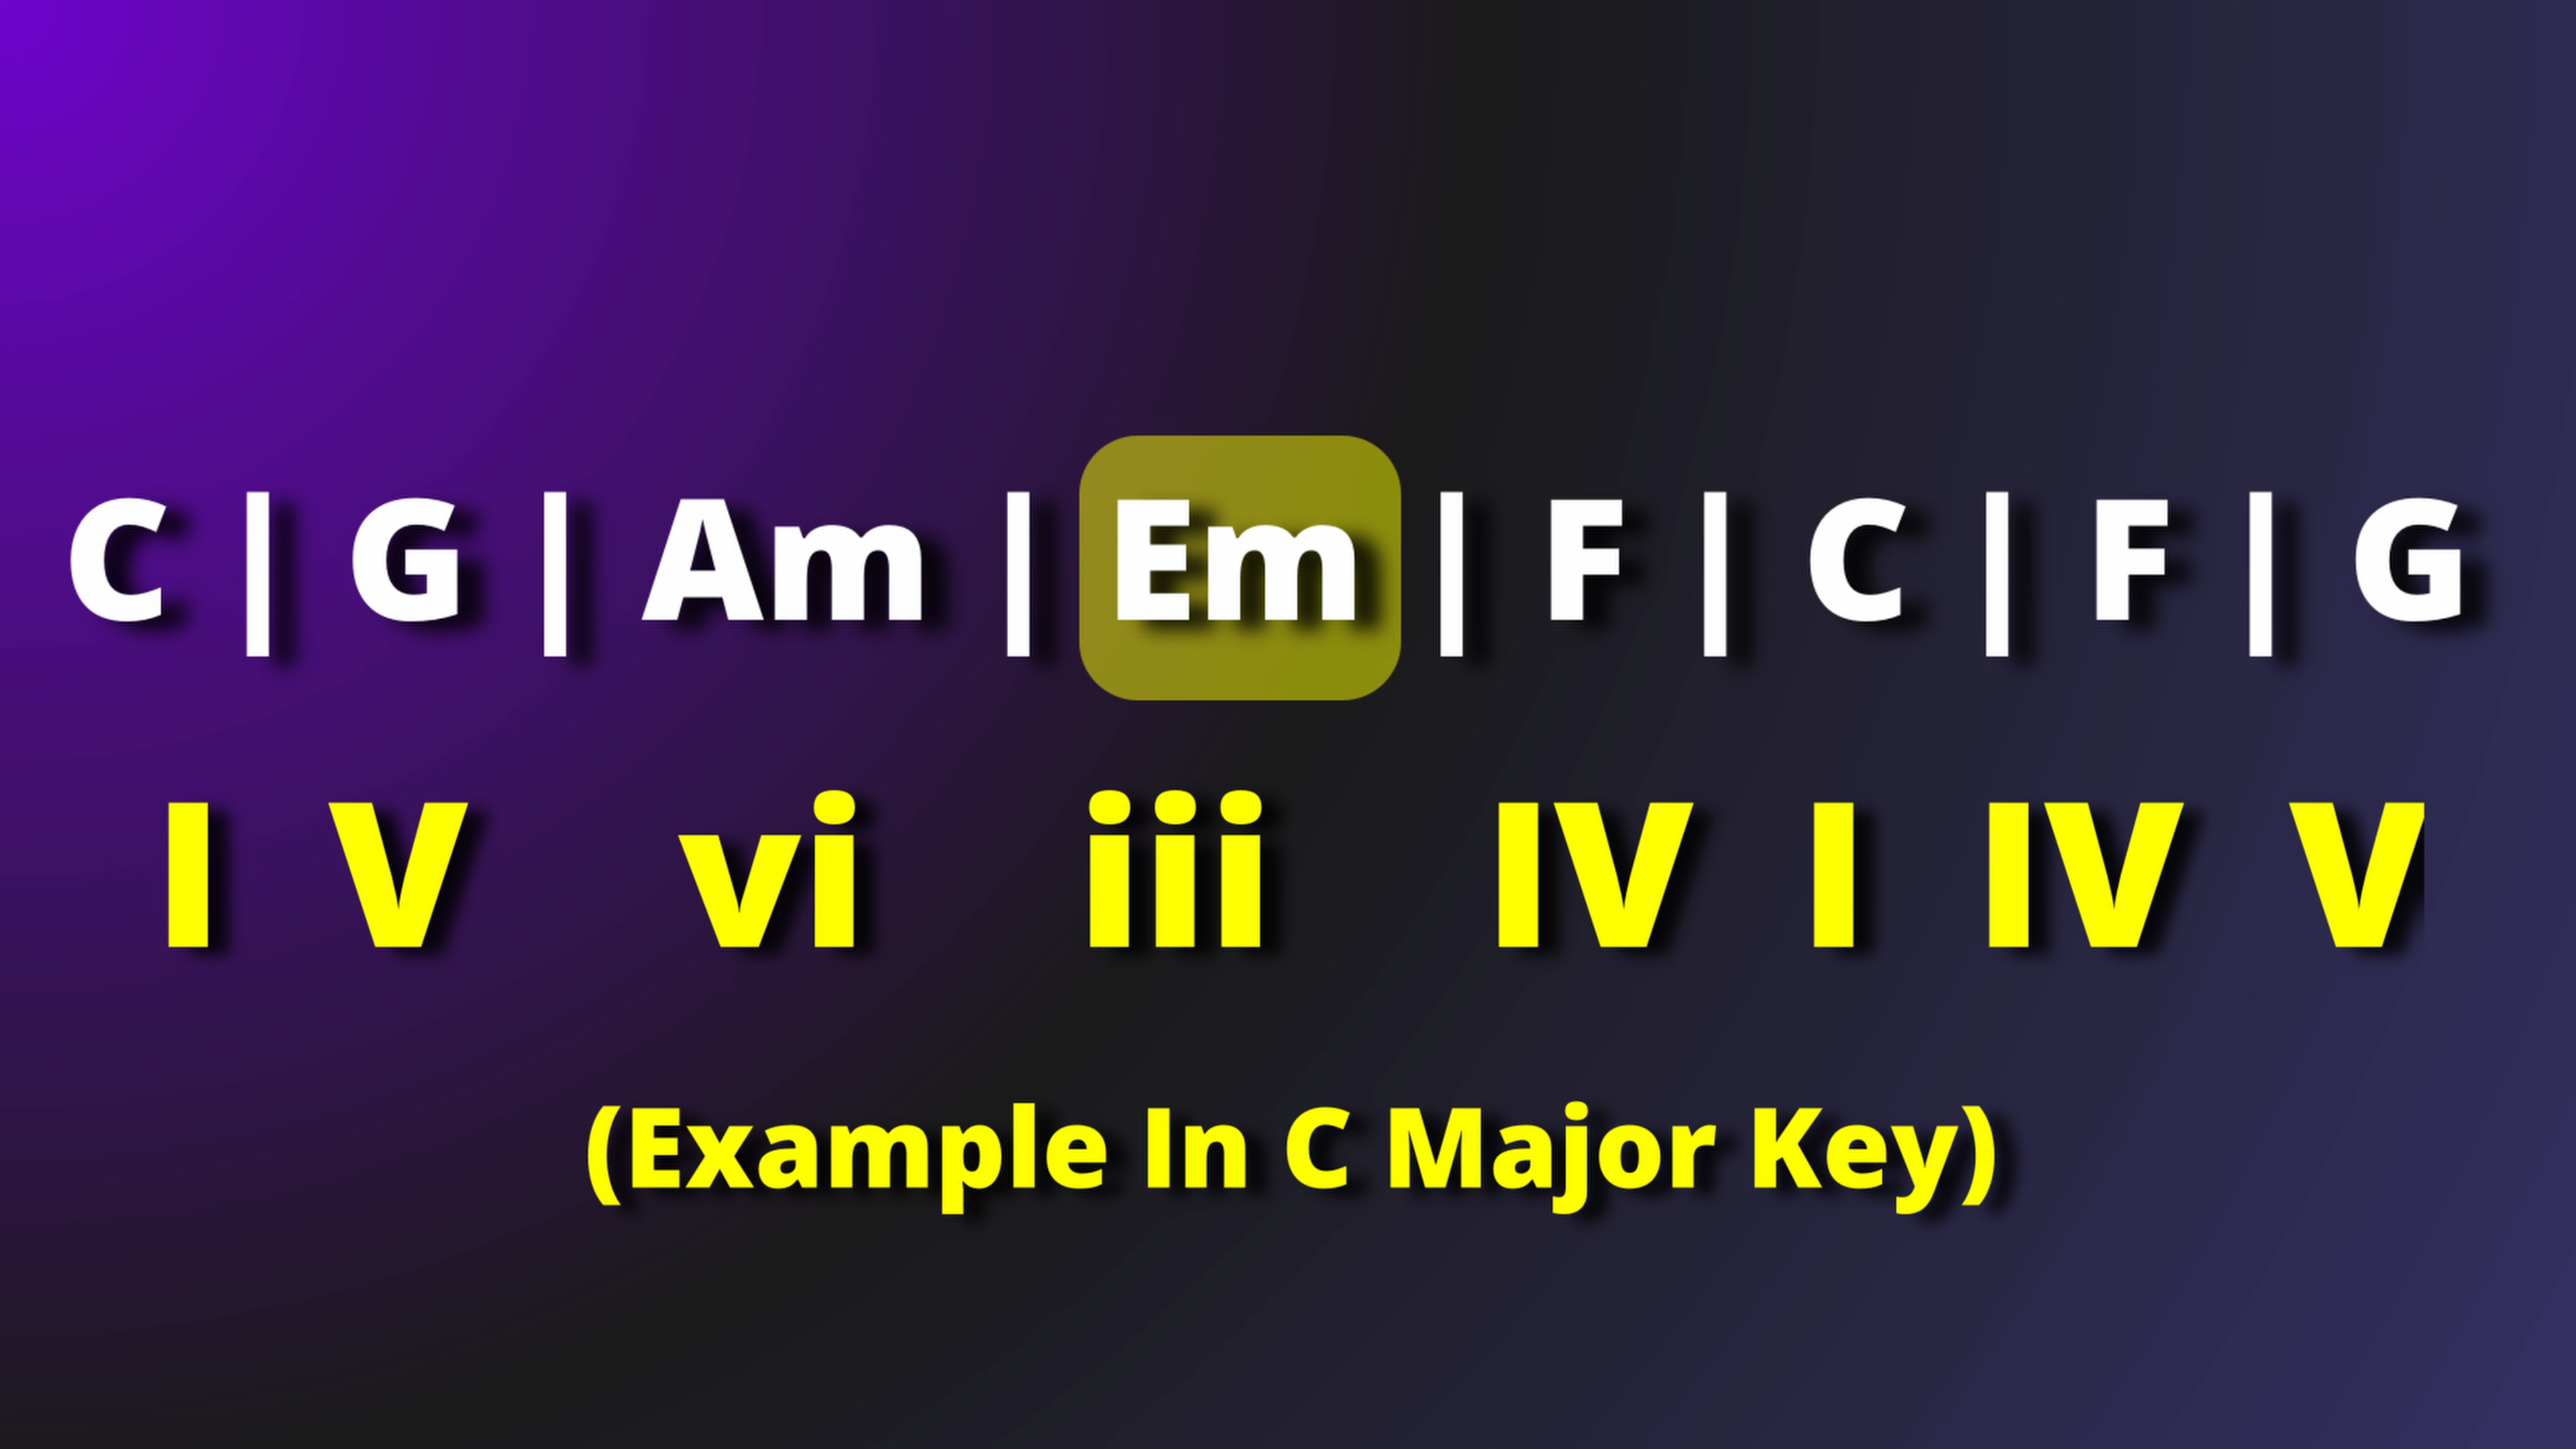 C | G | Am | Em | F | C | F | G
I V vi iii IV I IV V
(Example In C Major Key)